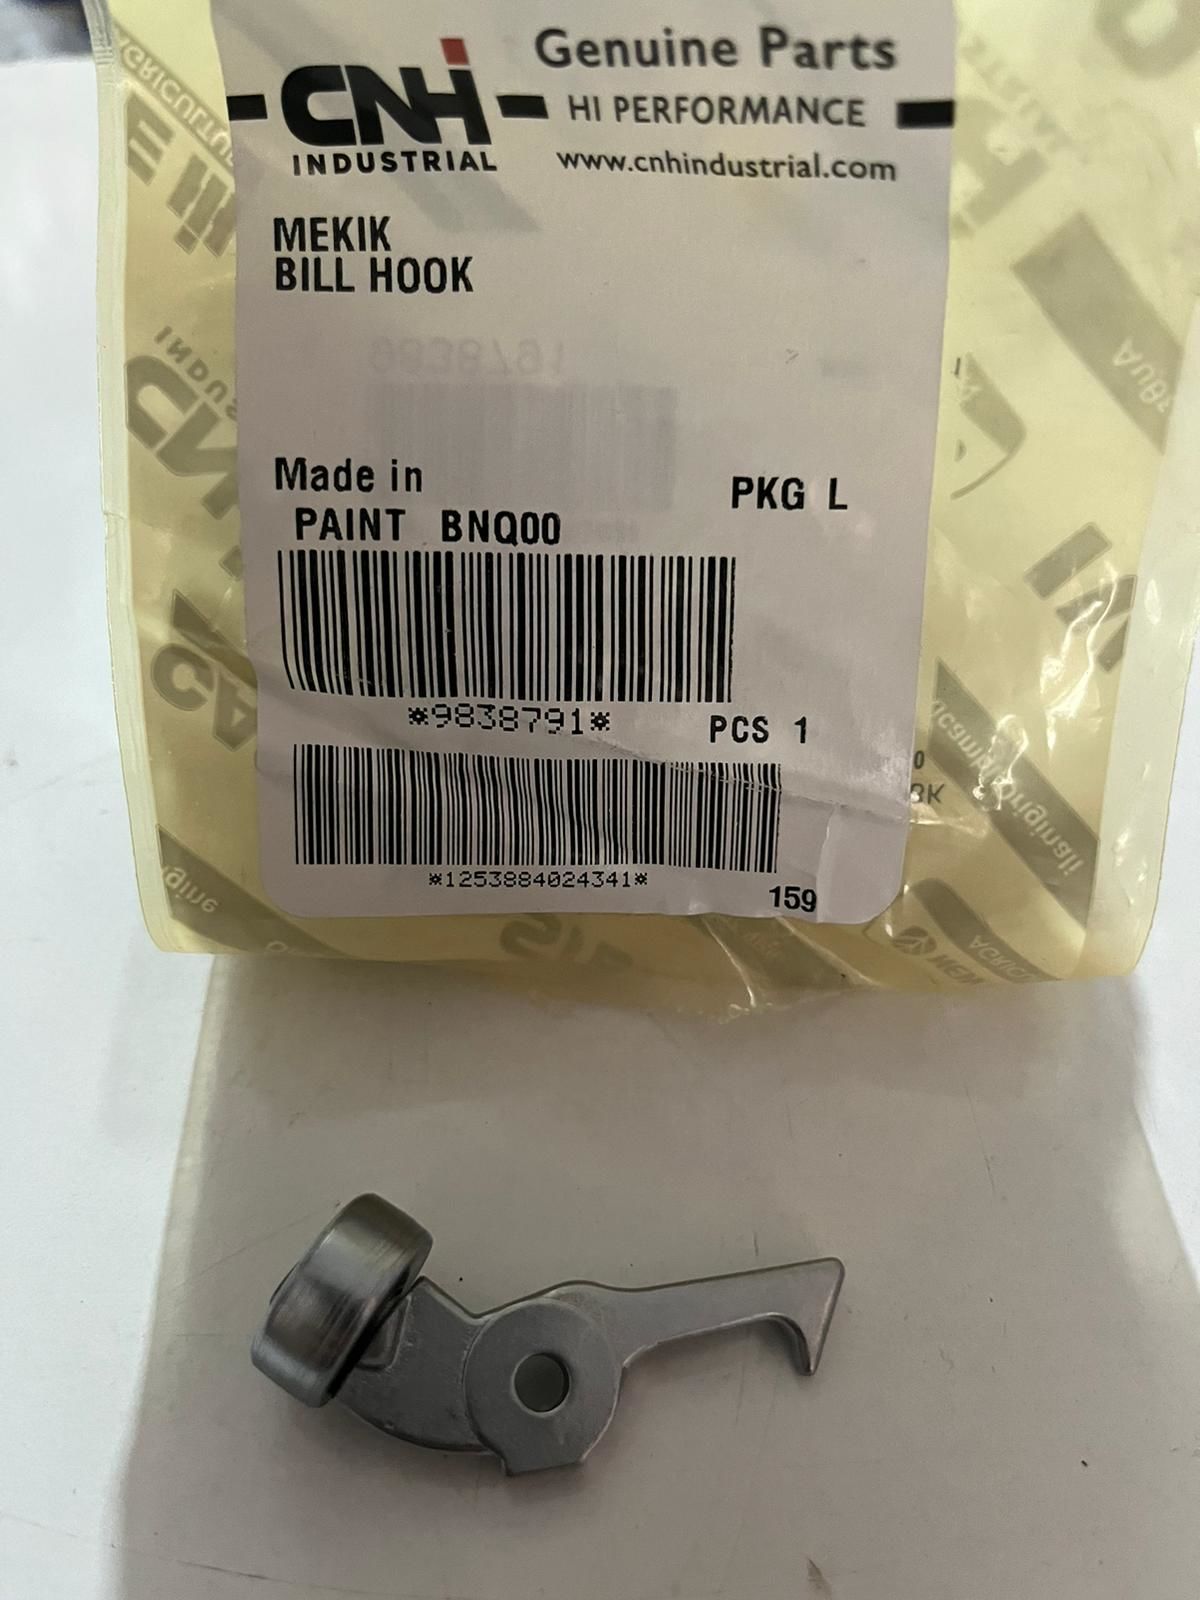 CNH
INDUSTRIAL
Genuine Parts
HI PERFORMANCE
www.cnhindustrial.com
MEKIK
BILL HOOK
9838791
Made in
PKG L
PAINT BNQ00
*9838791*
PCS 1
*1253884024341*
159